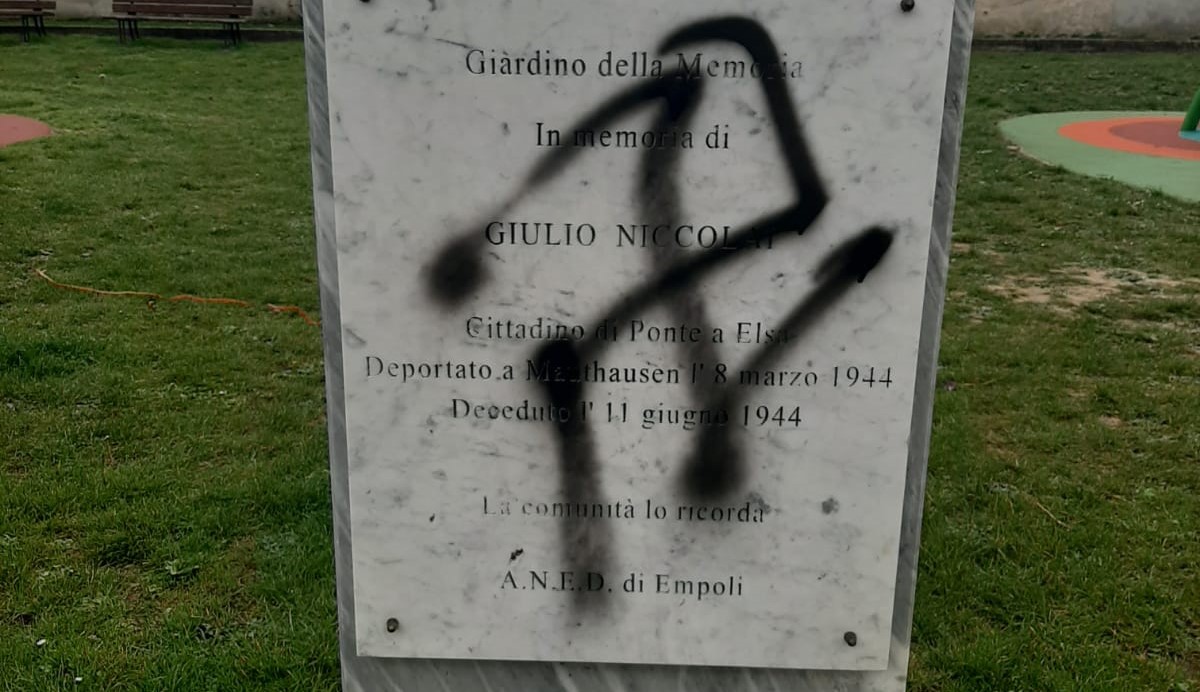 Giardino della Memoria
In memoria di
GIULIO NICCOLAI
Cittadino di Ponte a Elsa
Deportato a Mauthausen l' 8 marzo 1944
Deceduto l' 11 giugno 1944
La comunità lo ricorda
A.N.E.D. di Empoli